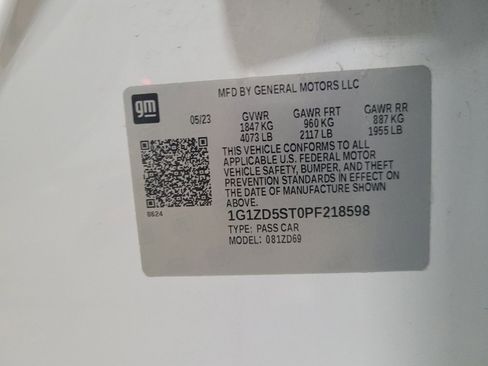 gm
MFD BY GENERAL MOTORS LLC
05/23 GVWR GAWR FRT GAWR RR
1847 KG 960 KG 887 KG
4073 LB 2117 LB 1955 LB
THIS VEHICLE CONFORMS TO ALL
APPLICABLE U.S. FEDERAL MOTOR
VEHICLE SAFETY, BUMPER, AND THEFT
PREVENTION STANDARDS IN EFFECT ON
THE DATE OF MANUFACTURE SHOWN
ABOVE.
8624
1G1ZD5ST0PF218598
TYPE: PASS CAR
MODEL: 081ZD69